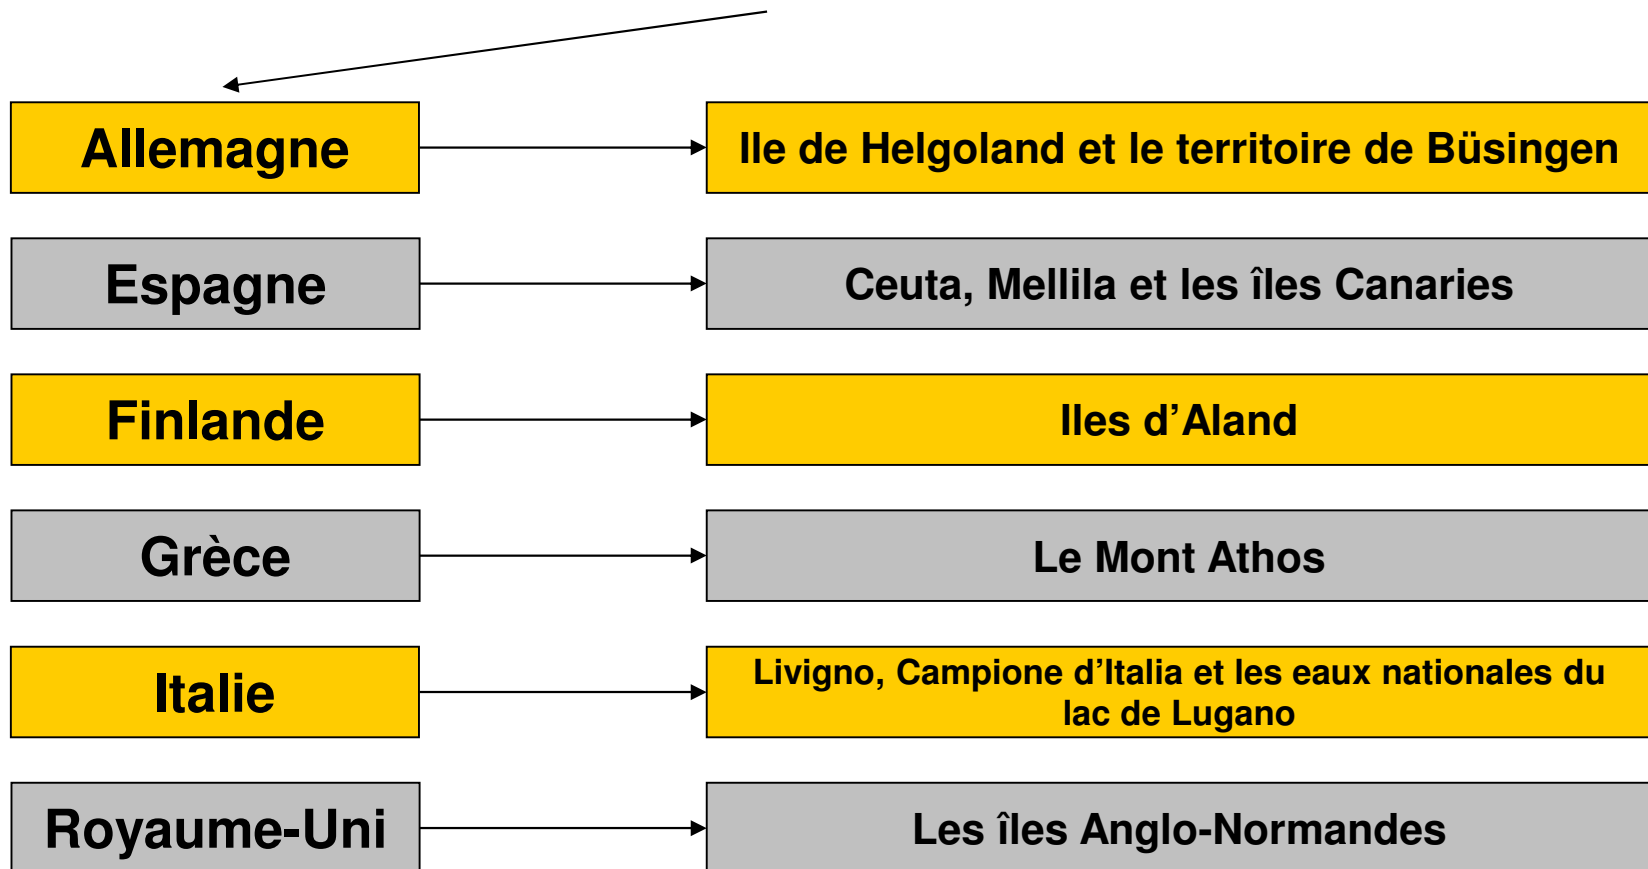 Allemagne
Ile de Helgoland et le territoire de Büsingen
Espagne
Ceuta, Mellila et les îles Canaries
Finlande
Iles d’Aland
Grèce
Le Mont Athos
Italie
Livigno, Campione d’Italia et les eaux nationales du
lac de Lugano
Royaume-Uni
Les îles Anglo-Normandes